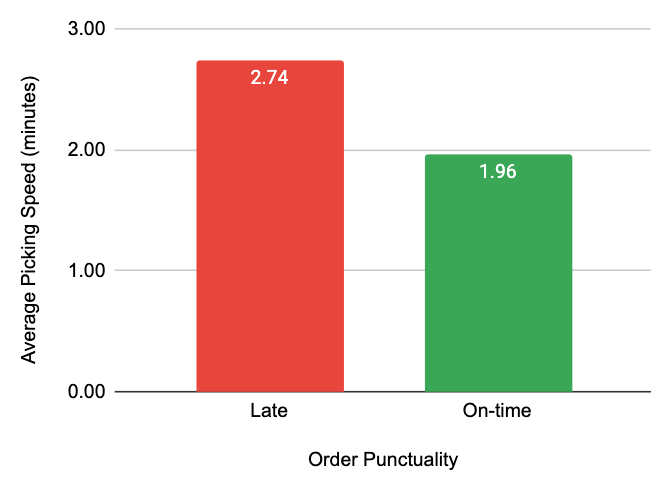 3.00
2.00
1.00
0.00
Average Picking Speed (minutes)
2.74
1.96
Late
On-time
Order Punctuality